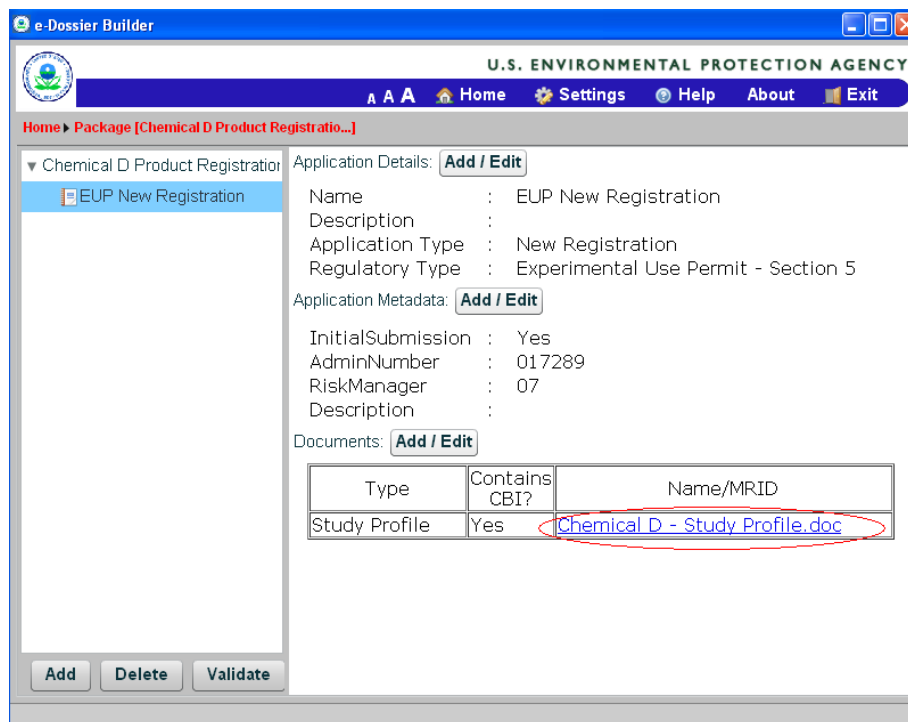 e-Dossier Builder
U.S. ENVIRONMENTAL PROTECTION AGENCY
A A A Home Settings Help About Exit
Home Package [Chemical D Product Registratio...]
Chemical D Product Registration
EUP New Registration
Application Details: Add / Edit
Name : EUP New Registration
Description :
Application Type : New Registration
Regulatory Type : Experimental Use Permit - Section 5
Application Metadata: Add / Edit
InitialSubmission : Yes
AdminNumber : 017289
RiskManager : 07
Description :
Documents: Add / Edit
Type Contains CBI? Name/MRID
Study Profile Yes Chemical D - Study Profile.doc
Add Delete Validate